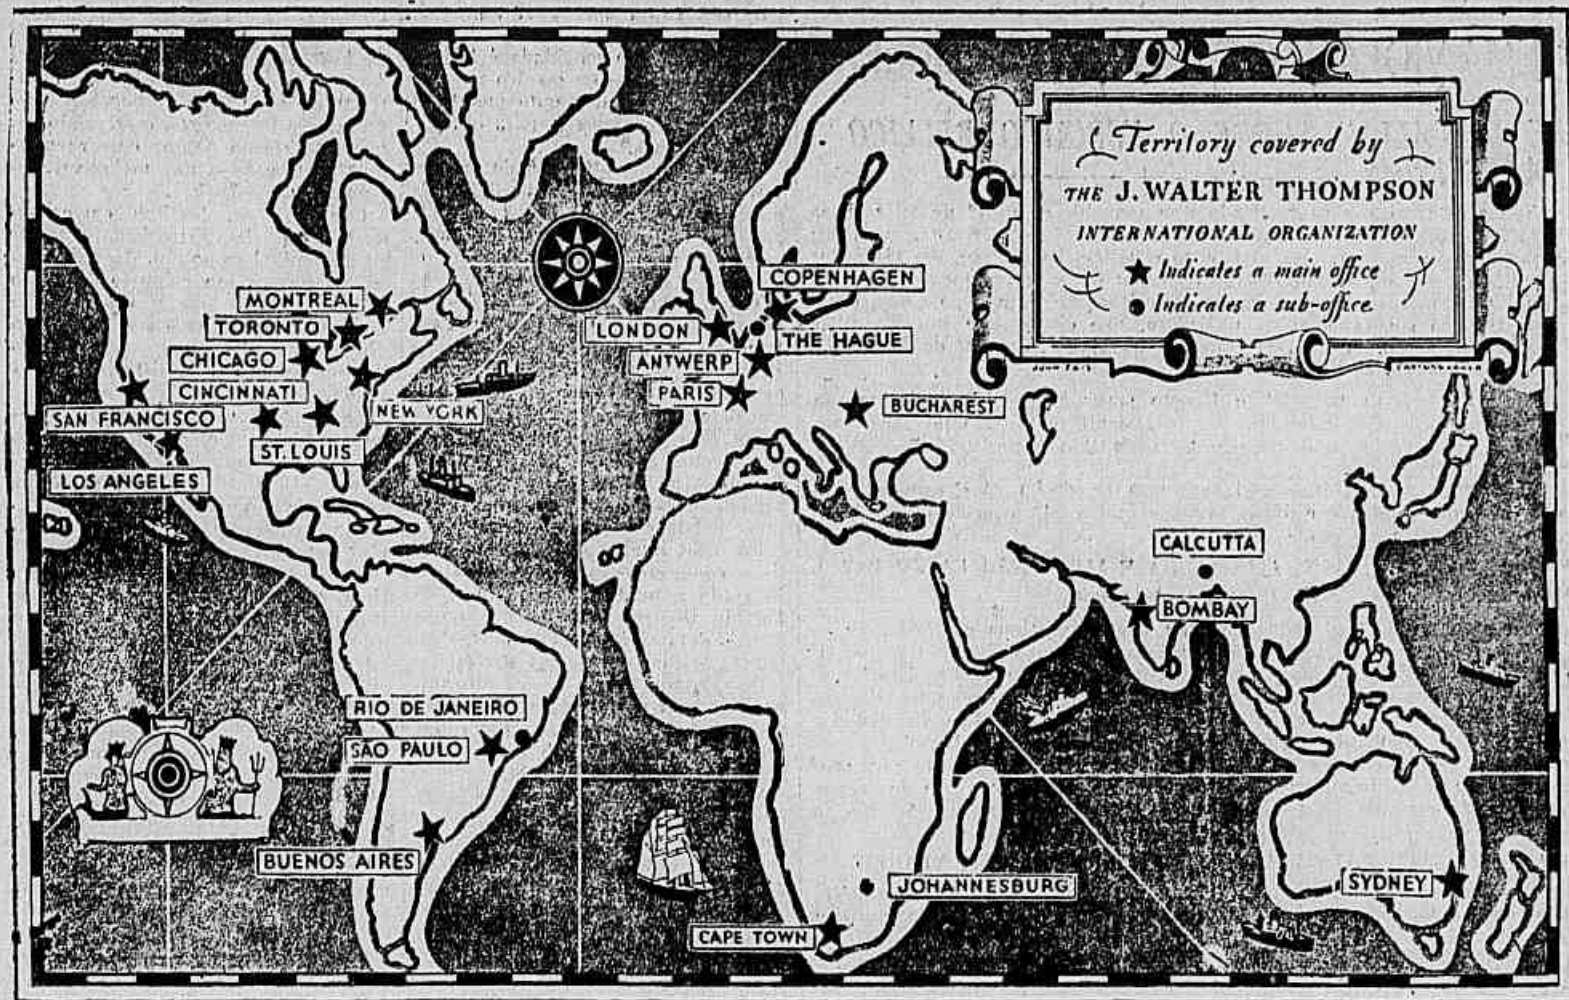 Territory covered by
THE J. WALTER THOMPSON
INTERNATIONAL ORGANIZATION
Indicates a main office
Indicates a sub-office
COPENHAGEN
MONTREAL
TORONTO
LONDON
THE HAGUE
CHICAGO
ANTWERP
CINCINNATI
PARIS
SAN FRANCISCO
NEW YORK
BUCHAREST
ST. LOUIS
LOS ANGELES
CALCUTTA
BOMBAY
RIO DE JANEIRO
SÃO PAULO
BUENOS AIRES
JOHANNESBURG
SYDNEY
CAPE TOWN